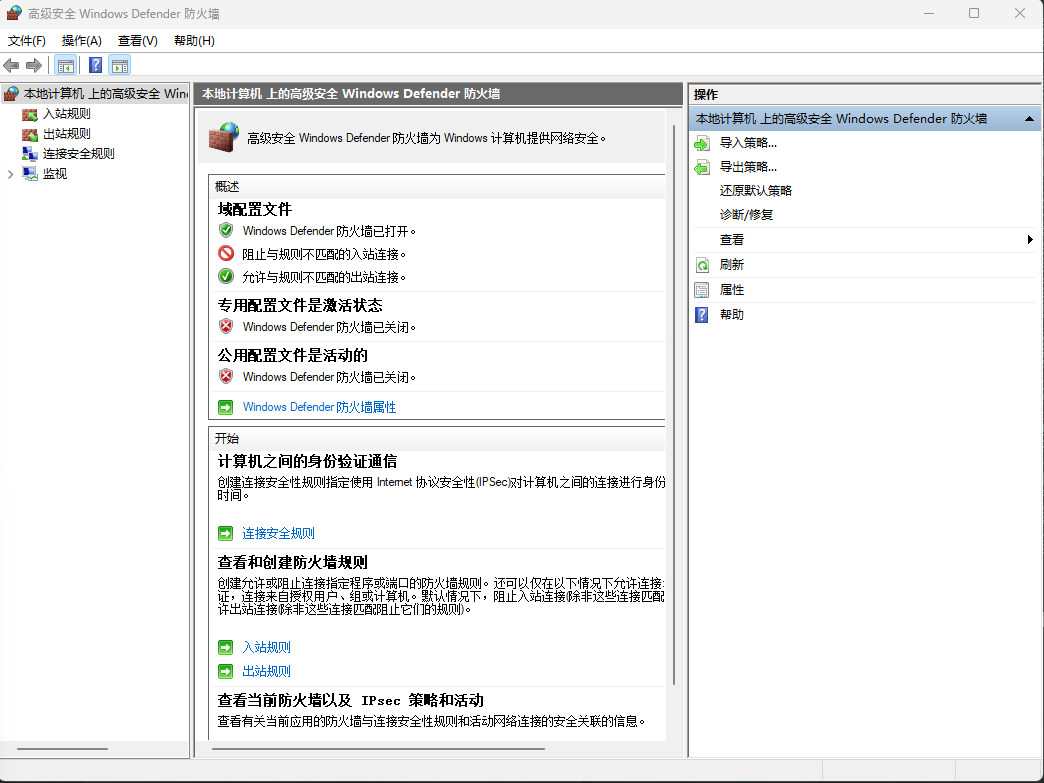 高级安全 Windows Defender 防火墙
文件(F) 操作(A) 查看(V) 帮助(H)
本地计算机 上的高级安全 Win
入站规则
出站规则
连接安全规则
监视
本地计算机 上的高级安全 Windows Defender 防火墙
高级安全 Windows Defender 防火墙为 Windows 计算机提供网络安全。
概述
域配置文件
Windows Defender 防火墙已打开。
阻止与规则不匹配的入站连接。
允许与规则不匹配的出站连接。
专用配置文件是激活状态
Windows Defender 防火墙已关闭。
公用配置文件是活动的
Windows Defender 防火墙已关闭。
Windows Defender 防火墙属性
开始
计算机之间的身份验证通信
创建连接安全性规则指定使用 Internet 协议安全性(IPSec)对计算机之间的连接进行身份
时间。
连接安全规则
查看和创建防火墙规则
创建允许或阻止连接指定程序或端口的防火墙规则。还可以仅在以下情况下允许连接:
证，连接来自授权用户、组或计算机。默认情况下，阻止入站连接(除非这些连接匹配
许出站连接(除非这些连接匹配阻止它们的规则)。
入站规则
出站规则
查看当前防火墙以及 IPsec 策略和活动
查看有关当前应用的防火墙与连接安全性规则和活动网络连接的安全关联的信息。
操作
本地计算机 上的高级安全 Windows Defender 防火墙
导入策略...
导出策略...
还原默认策略
诊断/修复
查看
刷新
属性
帮助